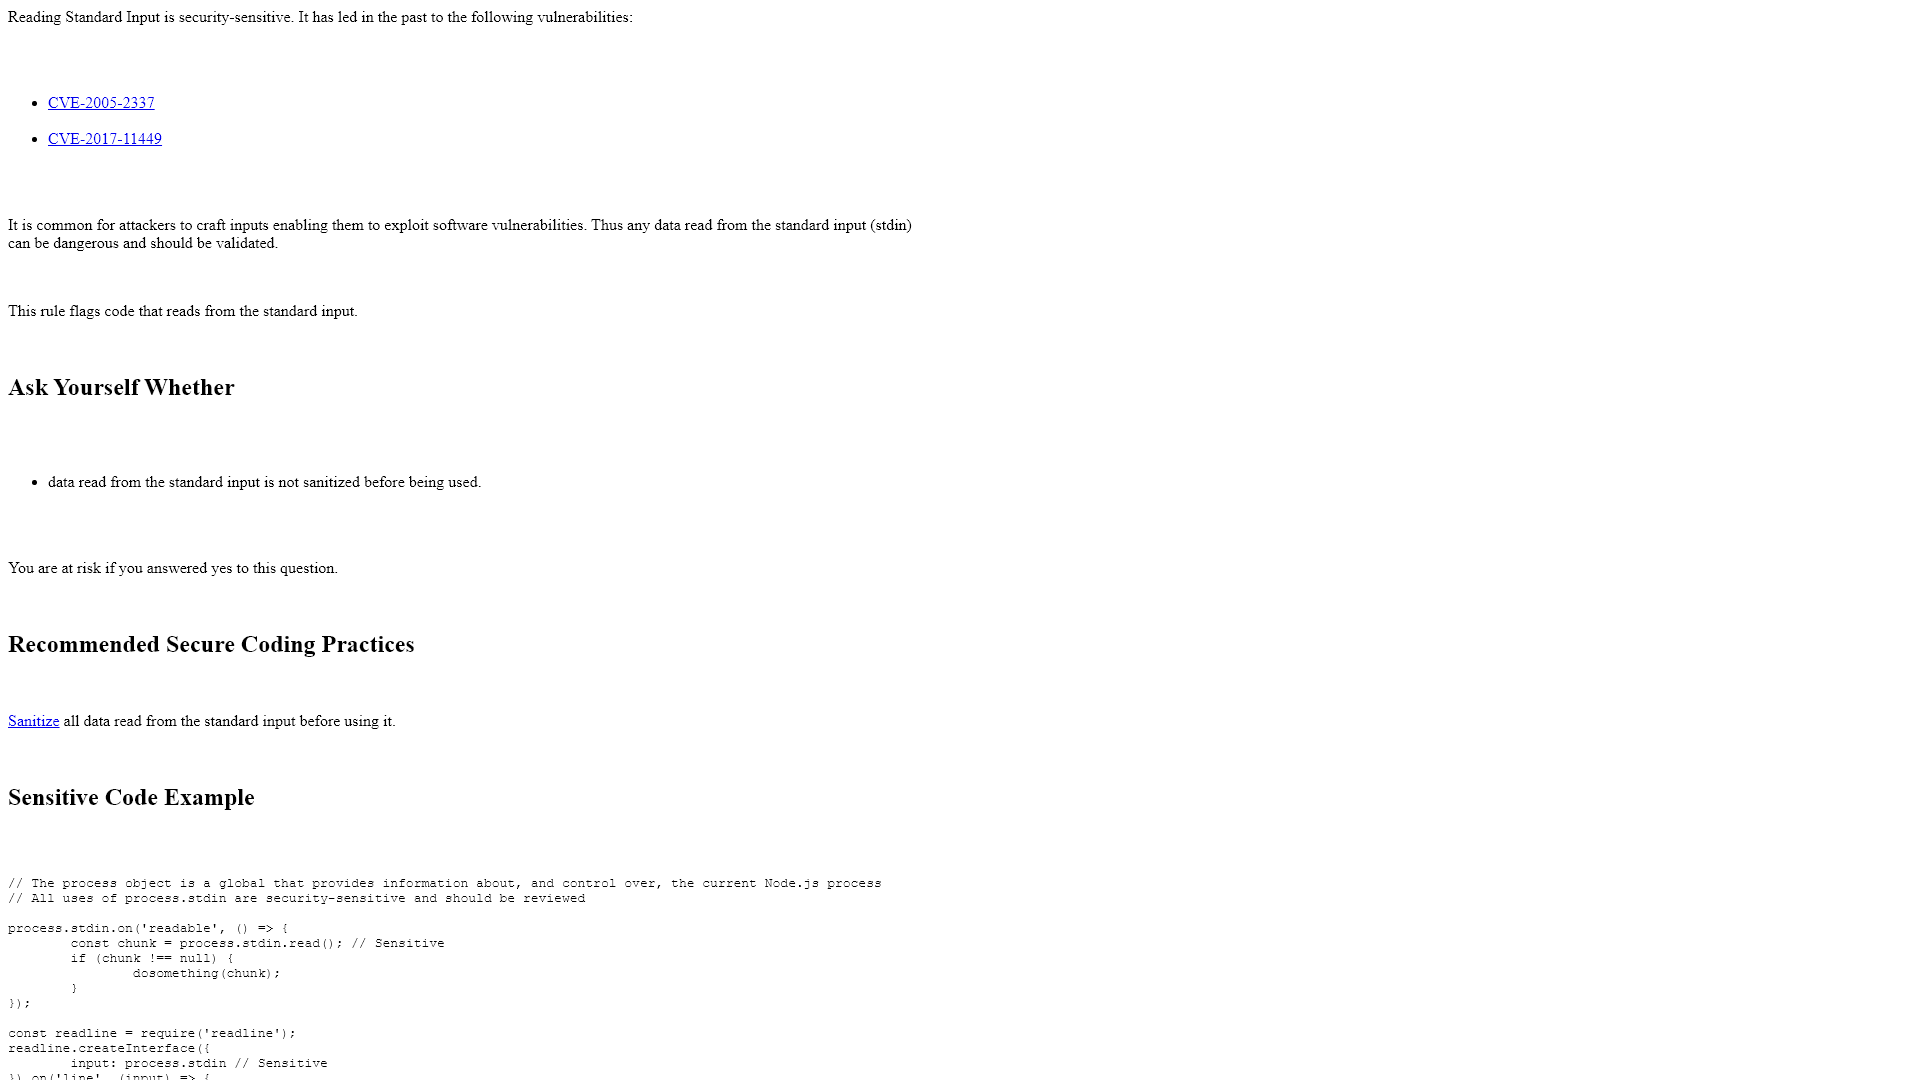 Reading Standard Input is security-sensitive. It has led in the past to the following vulnerabilities:
• CVE-2005-2337
• CVE-2017-11449
It is common for attackers to craft inputs enabling them to exploit software vulnerabilities. Thus any data read from the standard input (stdin)
can be dangerous and should be validated.
This rule flags code that reads from the standard input.
Ask Yourself Whether
• data read from the standard input is not sanitized before being used.
You are at risk if you answered yes to this question.
Recommended Secure Coding Practices
Sanitize all data read from the standard input before using it.
Sensitive Code Example
// The process object is a global that provides information about, and control over, the current Node.js process
// All uses of process.stdin are security-sensitive and should be reviewed
process.stdin.on('readable', () => {
        const chunk = process.stdin.read(); // Sensitive
        if (chunk !== null) {
                dosomething(chunk);
        }
});
const readline = require('readline');
readline.createInterface({
        input: process.stdin // Sensitive
}).on('line', (input) => {